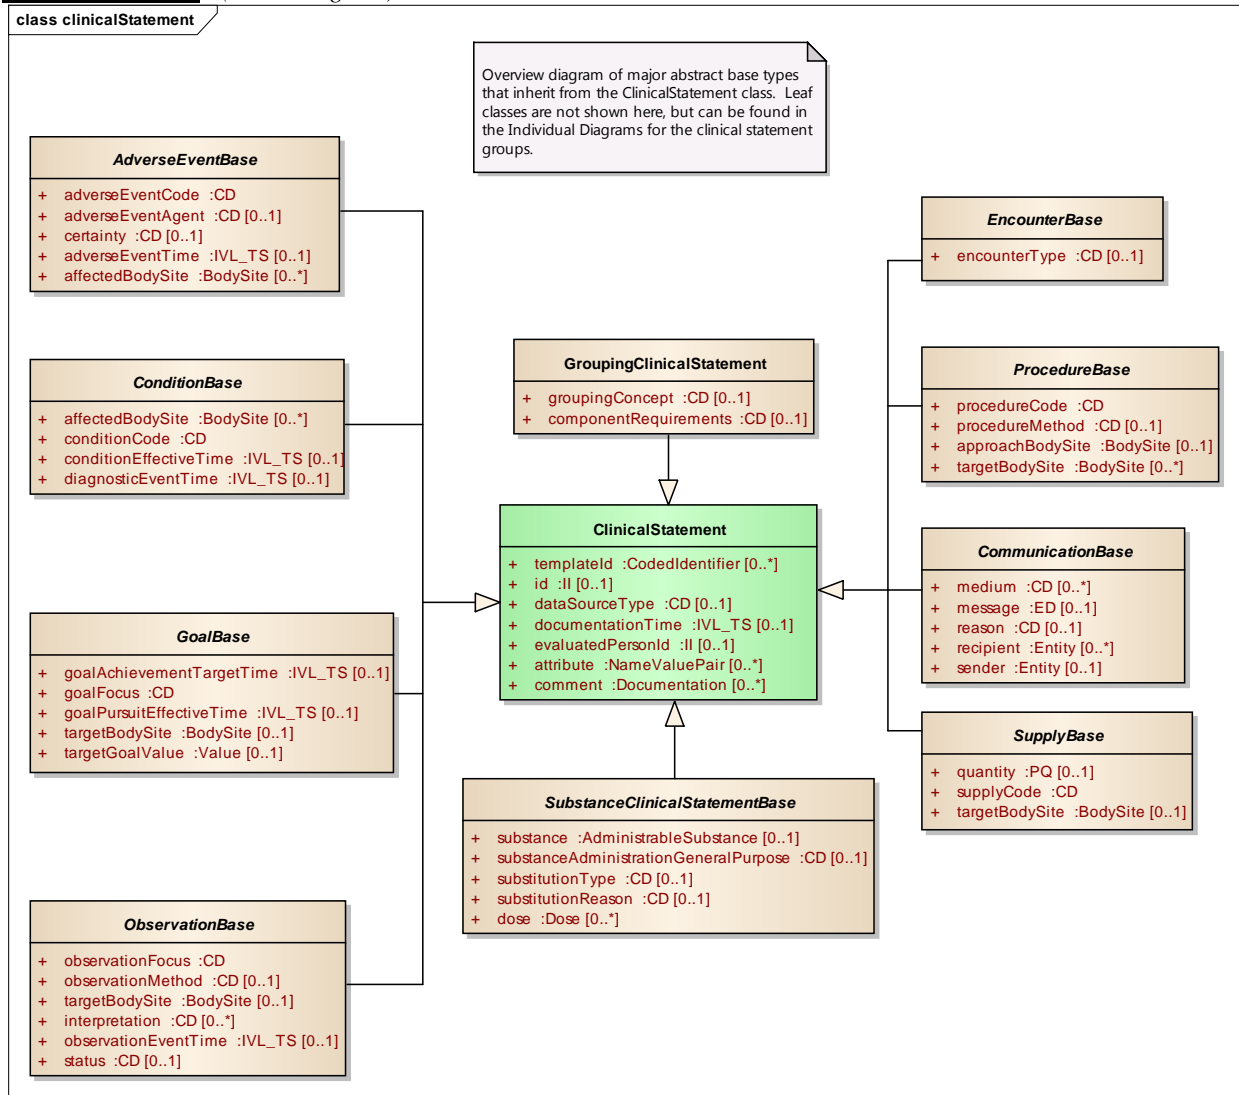 class clinicalStatement
Overview diagram of major abstract base types
that inherit from the ClinicalStatement class.  Leaf
classes are not shown here, but can be found in
the Individual Diagrams for the clinical statement
groups.
AdverseEventBase
+ adverseEventCode :CD
+ adverseEventAgent :CD [0..1]
+ certainty :CD [0..1]
+ adverseEventTime :IVL_TS [0..1]
+ affectedBodySite :BodySite [0..*]
ConditionBase
+ affectedBodySite :BodySite [0..*]
+ conditionCode :CD
+ conditionEffectiveTime :IVL_TS [0..1]
+ diagnosticEventTime :IVL_TS [0..1]
GoalBase
+ goalAchievementTargetTime :IVL_TS [0..1]
+ goalFocus :CD
+ goalPursuitEffectiveTime :IVL_TS [0..1]
+ targetBodySite :BodySite [0..1]
+ targetGoalValue :Value [0..1]
ObservationBase
+ observationFocus :CD
+ observationMethod :CD [0..1]
+ targetBodySite :BodySite [0..1]
+ interpretation :CD [0..*]
+ observationEventTime :IVL_TS [0..1]
+ status :CD [0..1]
GroupingClinicalStatement
+ groupingConcept :CD [0..1]
+ componentRequirements :CD [0..1]
ClinicalStatement
+ templateId :CodedIdentifier [0..*]
+ id :II [0..1]
+ dataSourceType :CD [0..1]
+ documentationTime :IVL_TS [0..1]
+ evaluatedPersonId :II [0..1]
+ attribute :NameValuePair [0..*]
+ comment :Documentation [0..*]
SubstanceClinicalStatementBase
+ substance :AdministrableSubstance [0..1]
+ substanceAdministrationGeneralPurpose :CD [0..1]
+ substitutionType :CD [0..1]
+ substitutionReason :CD [0..1]
+ dose :Dose [0..*]
EncounterBase
+ encounterType :CD [0..1]
ProcedureBase
+ procedureCode :CD
+ procedureMethod :CD [0..1]
+ approachBodySite :BodySite [0..1]
+ targetBodySite :BodySite [0..*]
CommunicationBase
+ medium :CD [0..*]
+ message :ED [0..1]
+ reason :CD [0..1]
+ recipient :Entity [0..*]
+ sender :Entity [0..1]
SupplyBase
+ quantity :PQ [0..1]
+ supplyCode :CD
+ targetBodySite :BodySite [0..1]